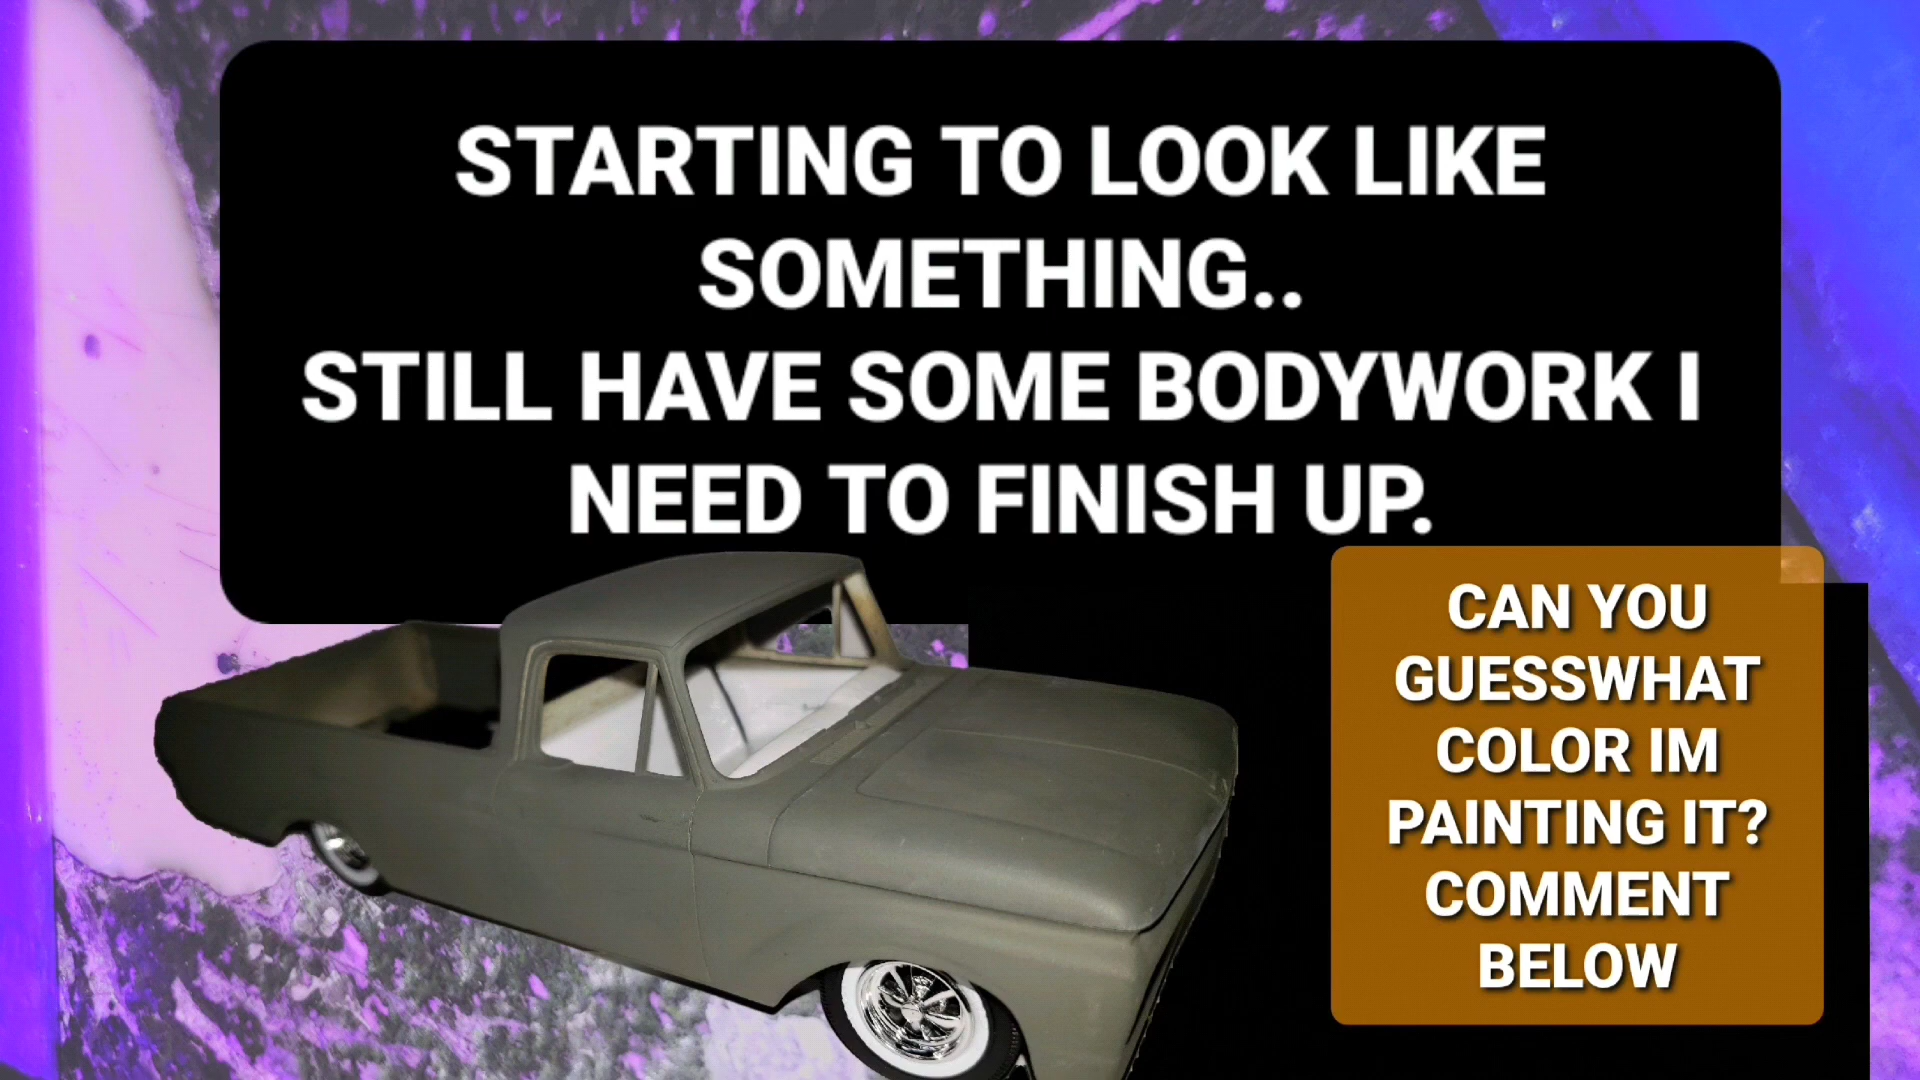 STARTING TO LOOK LIKE
SOMETHING..
STILL HAVE SOME BODYWORK I
NEED TO FINISH UP.
CAN YOU
GUESSWHAT
COLOR IM
PAINTING IT?
COMMENT
BELOW